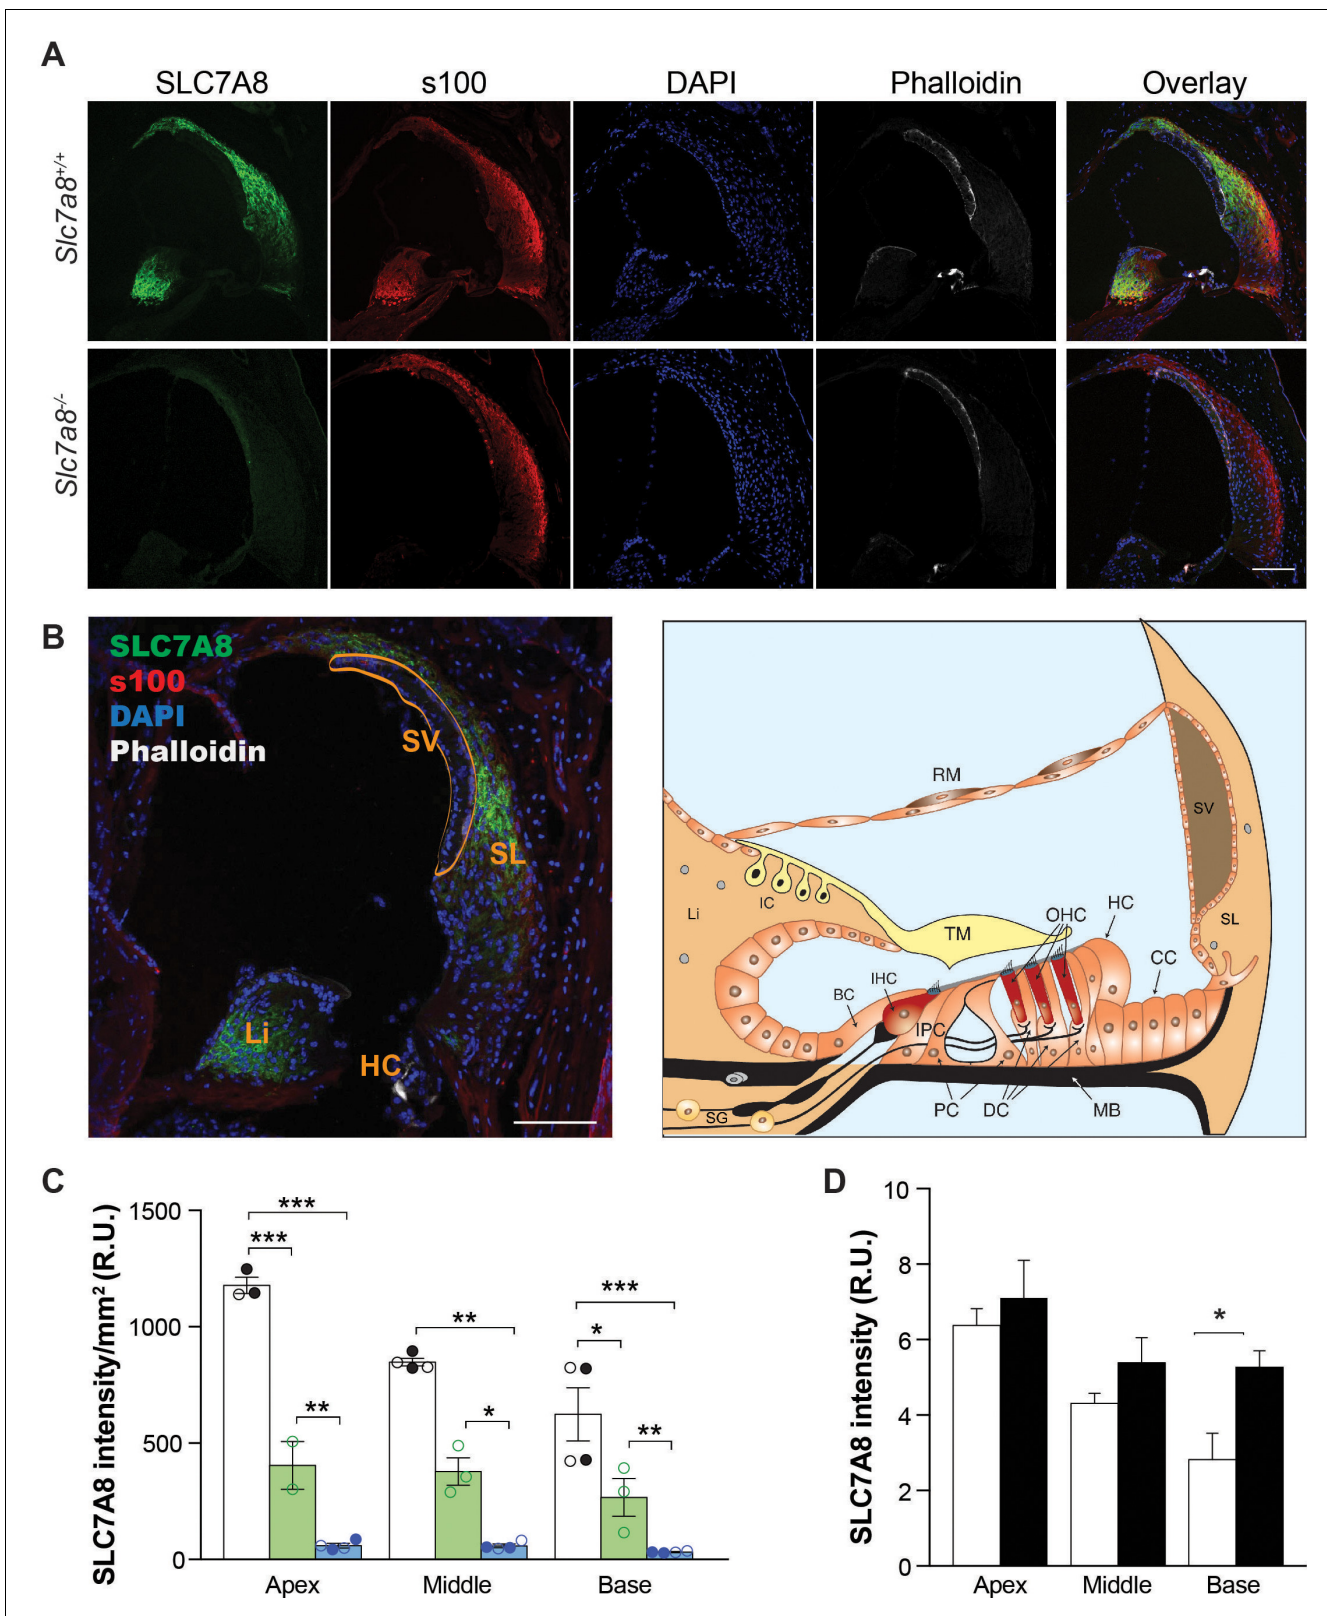 A
SLC7A8
s100
DAPI
Phalloidin
Overlay
Slc7a8+/+
Slc7a8-/-
B
SLC7A8
s100
DAPI
Phalloidin
SV
SL
Li
HC
RM
SV
Li
IC
TM
OHC
HC
SL
CC
IHC
BC
IPC
SG
PC
DC
MB
C
SLC7A8 intensity/mm² (R.U.)
1500
1000
500
0
***
***
**
**
*
***
*
**
Apex
Middle
Base
D
SLC7A8 intensity (R.U.)
10
8
6
4
2
0
*
Apex
Middle
Base